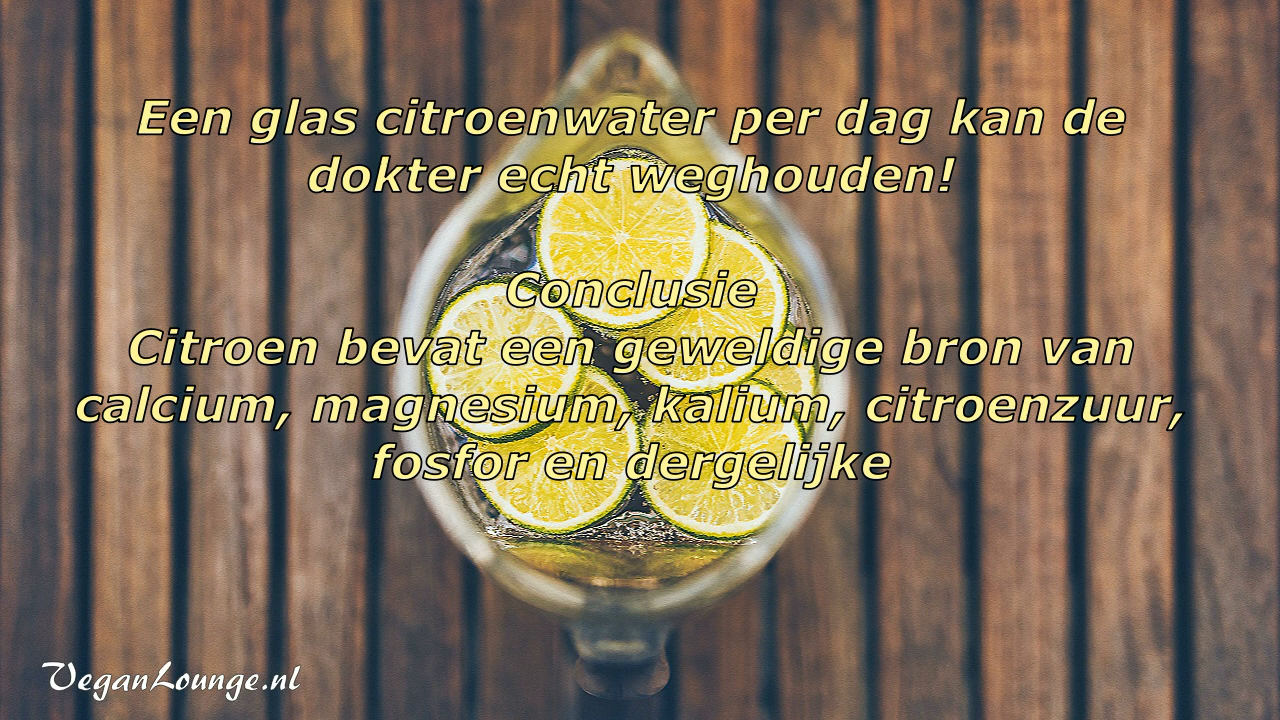 Een glas citroenwater per dag kan de
dokter echt weghouden!
Conclusie
Citroen bevat een geweldige bron van
calcium, magnesium, kalium, citroenzuur,
fosfor en dergelijke
VeganLounge.nl